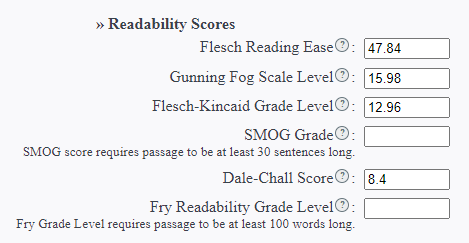 » Readability Scores
Flesch Reading Ease?: 47.84
Gunning Fog Scale Level?: 15.98
Flesch-Kincaid Grade Level?: 12.96
SMOG Grade?:
SMOG score requires passage to be at least 30 sentences long.
Dale-Chall Score?: 8.4
Fry Readability Grade Level?:
Fry Grade Level requires passage to be at least 100 words long.